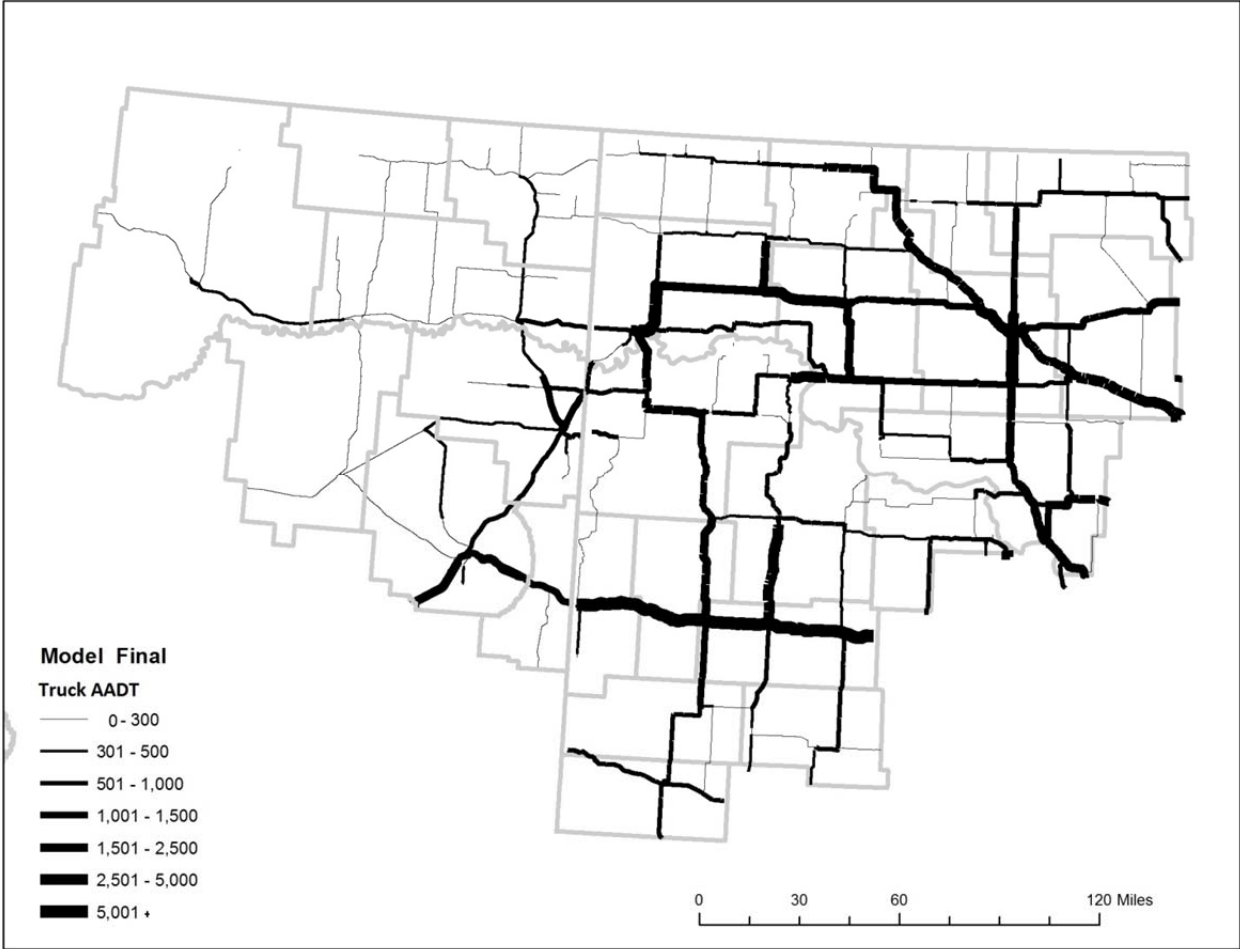 Model Final
Truck AADT
0 - 300
301 - 500
501 - 1,000
1,001 - 1,500
1,501 - 2,500
2,501 - 5,000
5,001 +
0 30 60 120 Miles